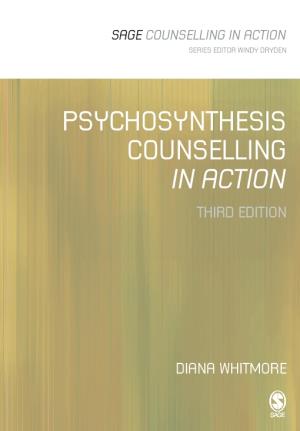 SAGE COUNSELLING IN ACTION
SERIES EDITOR WINDY DRYDEN
PSYCHOSYNTHESIS
COUNSELLING
IN ACTION
THIRD EDITION
DIANA WHITMORE
SAGE